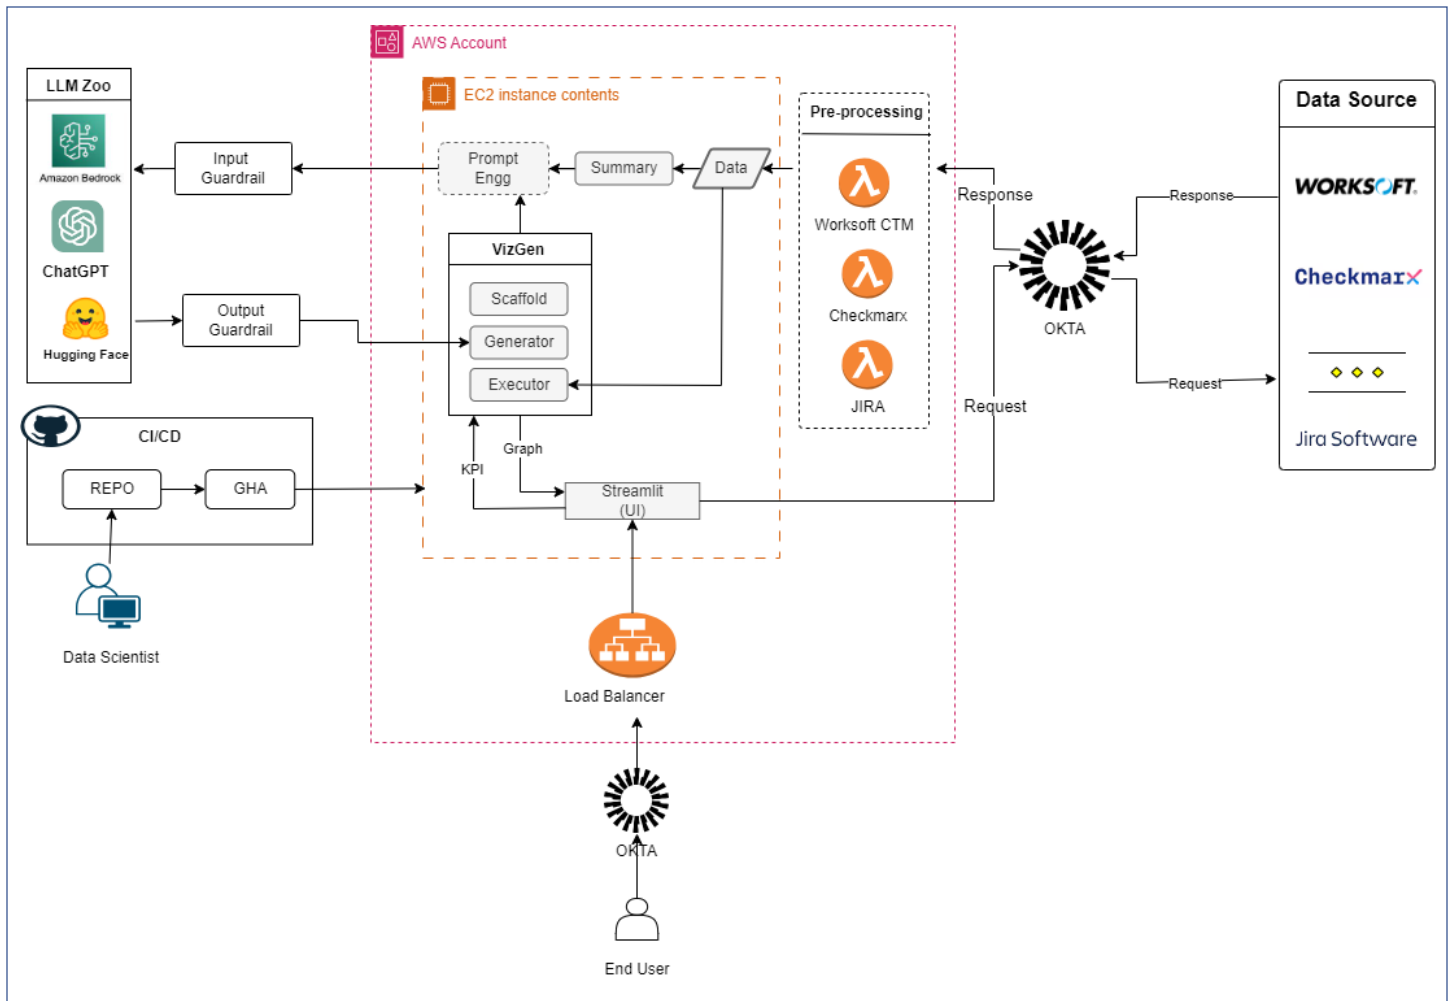 AWS Account
LLM Zoo
Amazon Bedrock
ChatGPT
Hugging Face
Input
Guardrail
Output
Guardrail
EC2 instance contents
Prompt
Engg
Summary
Data
VizGen
Scaffold
Generator
Executor
KPI
Graph
Streamlit
(UI)
Pre-processing
Worksoft CTM
Checkmarx
JIRA
Response
Request
OKTA
Response
Request
Data Source
WORKSOFT.
Checkmarx
Jira Software
CI/CD
REPO
GHA
Data Scientist
Load Balancer
OKTA
End User